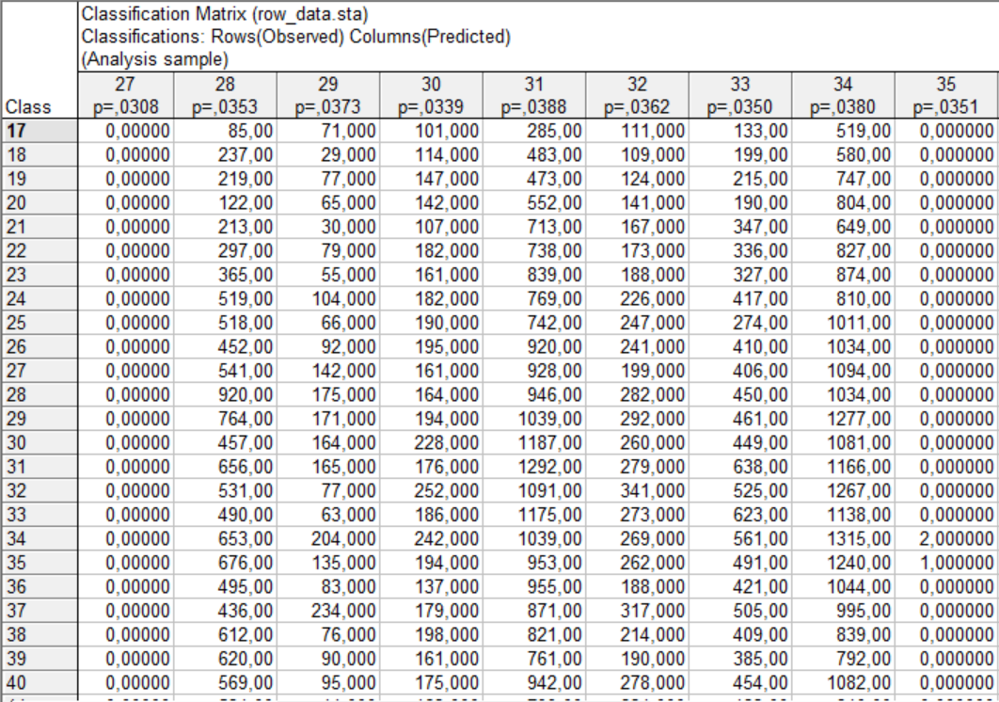 Classification Matrix (row_data.sta)
Classifications: Rows(Observed) Columns(Predicted)
(Analysis sample)
27 28 29 30 31 32 33 34 35
Class p=,0308 p=,0353 p=,0373 p=,0339 p=,0388 p=,0362 p=,0350 p=,0380 p=,0351
17 0,00000 85,00 71,000 101,000 285,00 111,000 133,00 519,00 0,000000
18 0,00000 237,00 29,000 114,000 483,00 109,000 199,00 580,00 0,000000
19 0,00000 219,00 77,000 147,000 473,00 124,000 215,00 747,00 0,000000
20 0,00000 122,00 65,000 142,000 552,00 141,000 190,00 804,00 0,000000
21 0,00000 213,00 30,000 107,000 713,00 167,000 347,00 649,00 0,000000
22 0,00000 297,00 79,000 182,000 738,00 173,000 336,00 827,00 0,000000
23 0,00000 365,00 55,000 161,000 839,00 188,000 327,00 874,00 0,000000
24 0,00000 519,00 104,000 182,000 769,00 226,000 417,00 810,00 0,000000
25 0,00000 518,00 66,000 190,000 742,00 247,000 274,00 1011,00 0,000000
26 0,00000 452,00 92,000 195,000 920,00 241,000 410,00 1034,00 0,000000
27 0,00000 541,00 142,000 161,000 928,00 199,000 406,00 1094,00 0,000000
28 0,00000 920,00 175,000 164,000 946,00 282,000 450,00 1034,00 0,000000
29 0,00000 764,00 171,000 194,000 1039,00 292,000 461,00 1277,00 0,000000
30 0,00000 457,00 164,000 228,000 1187,00 260,000 449,00 1081,00 0,000000
31 0,00000 656,00 165,000 176,000 1292,00 279,000 638,00 1166,00 0,000000
32 0,00000 531,00 77,000 252,000 1091,00 341,000 525,00 1267,00 0,000000
33 0,00000 490,00 63,000 186,000 1175,00 273,000 623,00 1138,00 0,000000
34 0,00000 653,00 204,000 242,000 1039,00 269,000 561,00 1315,00 2,000000
35 0,00000 676,00 135,000 194,000 953,00 262,000 491,00 1240,00 1,000000
36 0,00000 495,00 83,000 137,000 955,00 188,000 421,00 1044,00 0,000000
37 0,00000 436,00 234,000 179,000 871,00 317,000 505,00 995,00 0,000000
38 0,00000 612,00 76,000 198,000 821,00 214,000 409,00 839,00 0,000000
39 0,00000 620,00 90,000 161,000 761,00 190,000 385,00 792,00 0,000000
40 0,00000 569,00 95,000 175,000 942,00 278,000 454,00 1082,00 0,000000